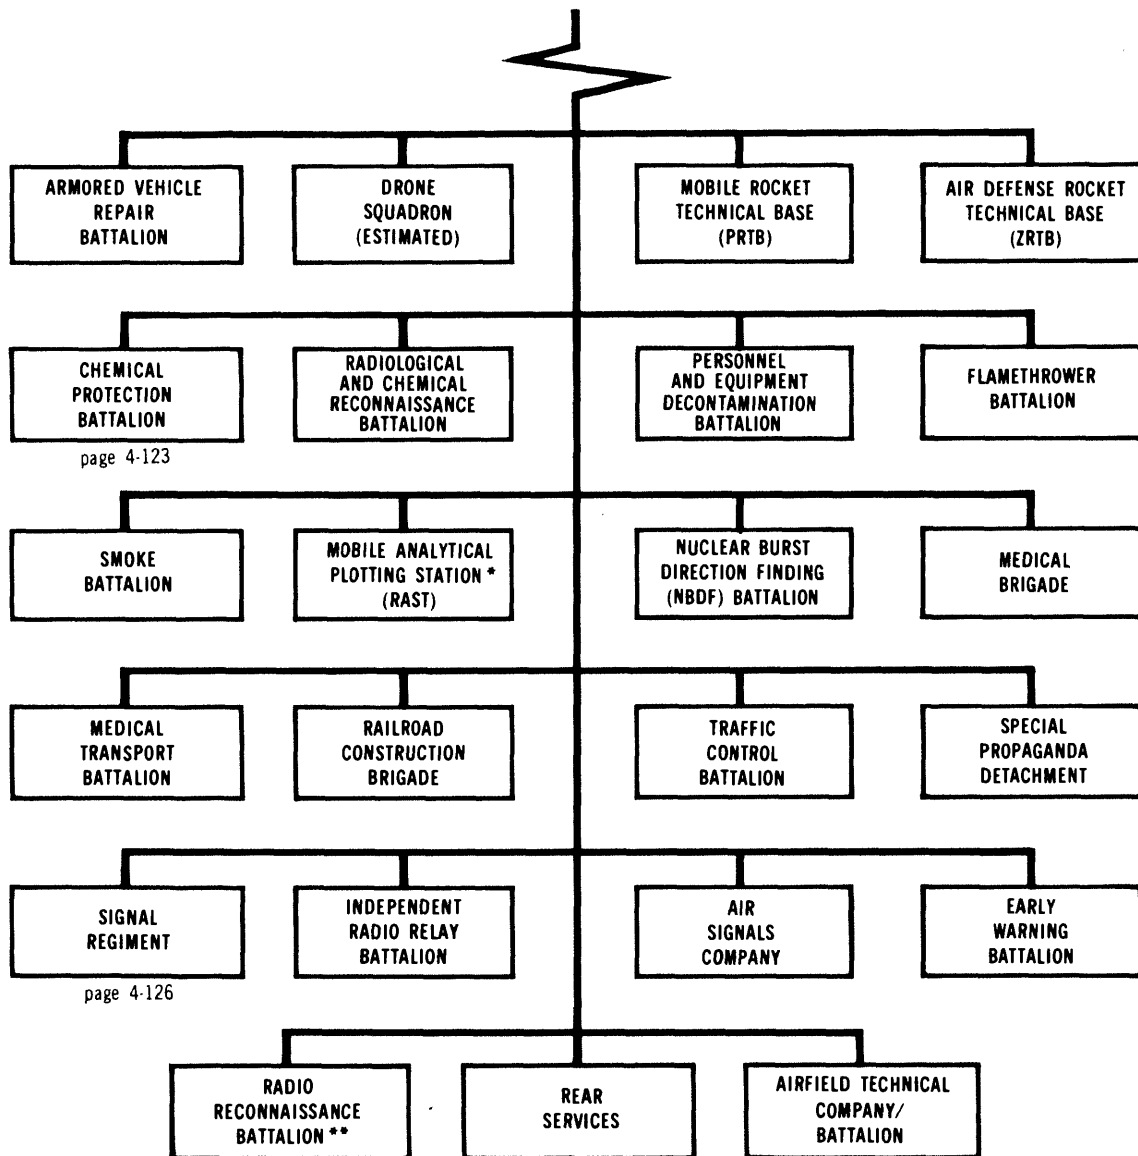 ARMORED VEHICLE
REPAIR
BATTALION
DRONE
SQUADRON
(ESTIMATED)
MOBILE ROCKET
TECHNICAL BASE
(PRTB)
AIR DEFENSE ROCKET
TECHNICAL BASE
(ZRTB)
CHEMICAL
PROTECTION
BATTALION
page 4-123
RADIOLOGICAL
AND CHEMICAL
RECONNAISSANCE
BATTALION
PERSONNEL
AND EQUIPMENT
DECONTAMINATION
BATTALION
FLAMETHROWER
BATTALION
SMOKE
BATTALION
MOBILE ANALYTICAL
PLOTTING STATION *
(RAST)
NUCLEAR BURST
DIRECTION FINDING
(NBDF) BATTALION
MEDICAL
BRIGADE
MEDICAL
TRANSPORT
BATTALION
RAILROAD
CONSTRUCTION
BRIGADE
TRAFFIC
CONTROL
BATTALION
SPECIAL
PROPAGANDA
DETACHMENT
SIGNAL
REGIMENT
page 4-126
INDEPENDENT
RADIO RELAY
BATTALION
AIR
SIGNALS
COMPANY
EARLY
WARNING
BATTALION
RADIO
RECONNAISSANCE
BATTALION **
REAR
SERVICES
AIRFIELD TECHNICAL
COMPANY/
BATTALION